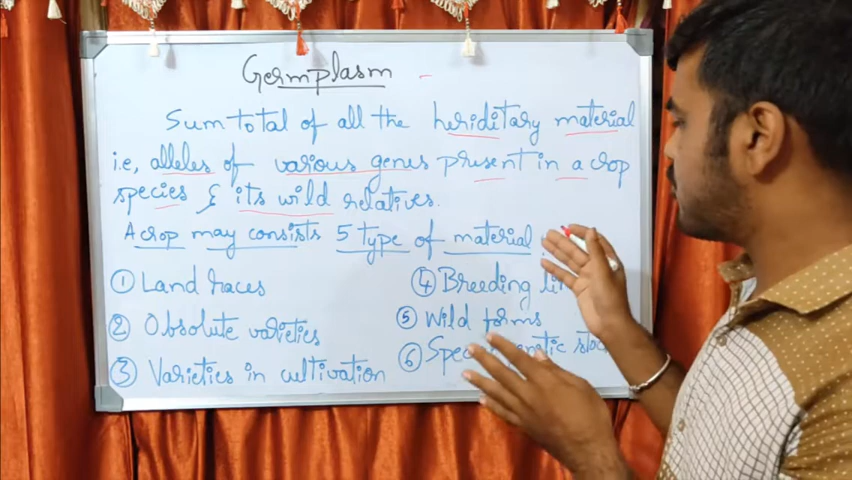 Germplasm -
Sum total of all the heriditary material
i.e, alleles of various genus present in a crop
species & its wild relatives.
A crop may consists 5 type of material
① Land races
④ Breeding
② Obsolute varieties
⑤ Wild forms
③ Varieties in cultivation
⑥